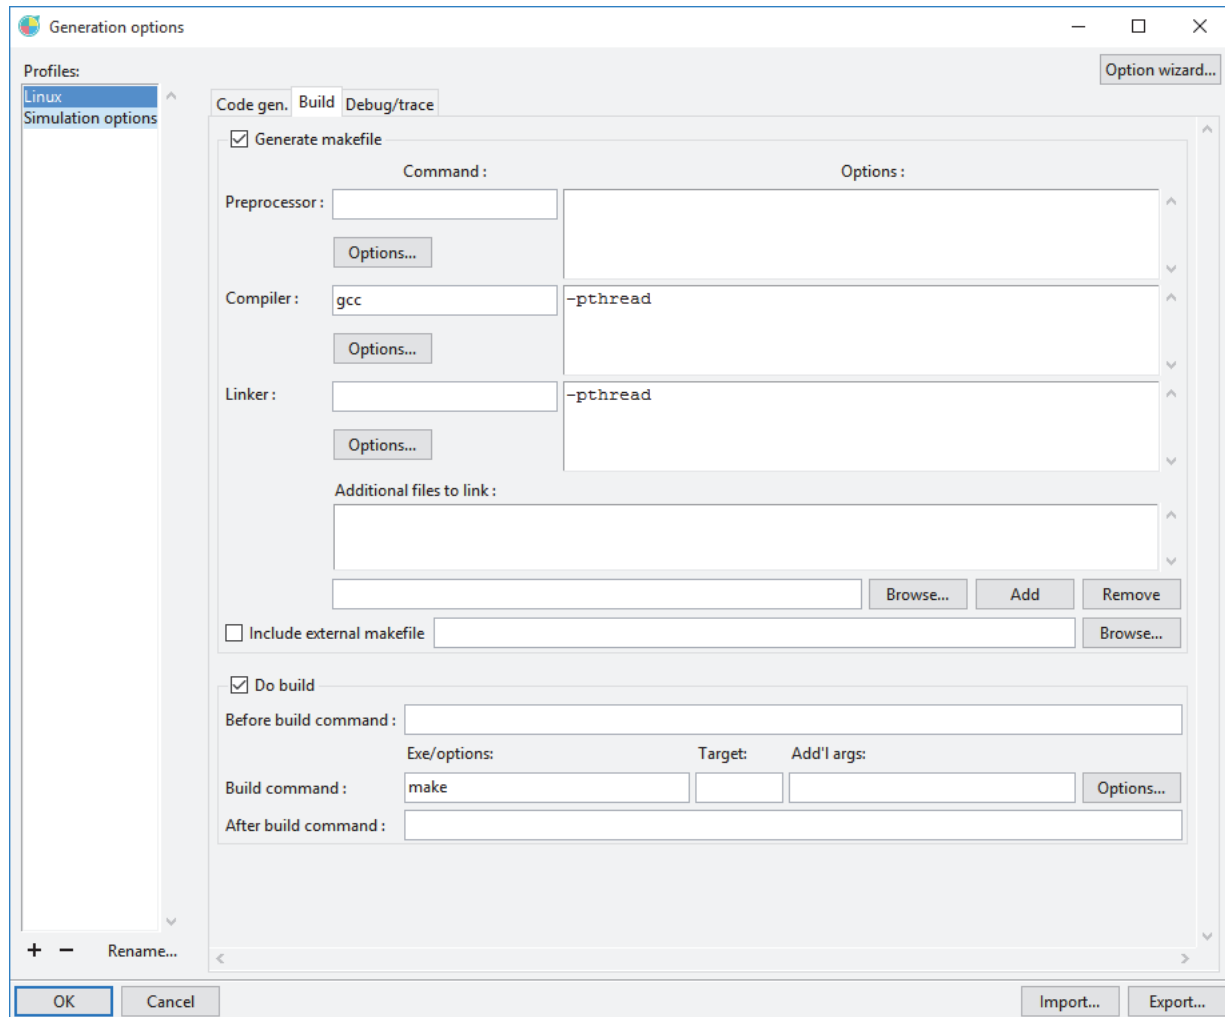 Generation options
Profiles:
Option wizard...
Linux
Simulation options
Code gen. Build Debug/trace
Generate makefile
Command : Options :
Preprocessor :
Options...
Compiler : gcc -pthread
Options...
Linker : -pthread
Options...
Additional files to link :
Browse... Add Remove
Include external makefile Browse...
Do build
Before build command :
Exe/options: Target: Add'l args:
Build command : make Options...
After build command :
+ − Rename...
OK Cancel Import... Export...